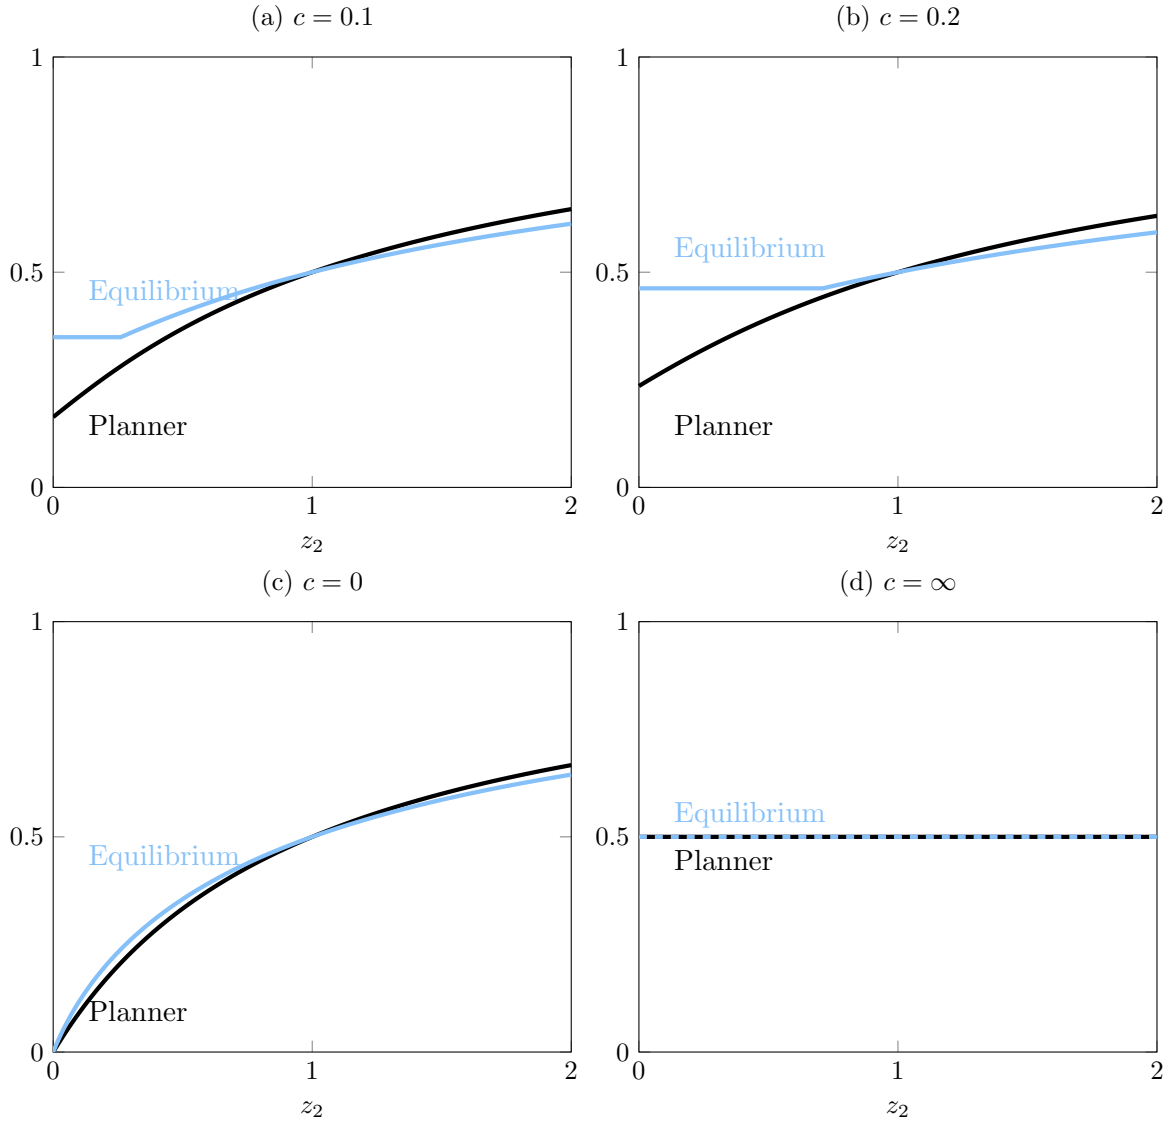 (a) c = 0.1
1
0.5
0
Equilibrium
Planner
0
1
2
z₂
(b) c = 0.2
1
0.5
0
Equilibrium
Planner
0
1
2
z₂
(c) c = 0
1
0.5
0
Equilibrium
Planner
0
1
2
z₂
(d) c = ∞
1
0.5
0
Equilibrium
Planner
0
1
2
z₂